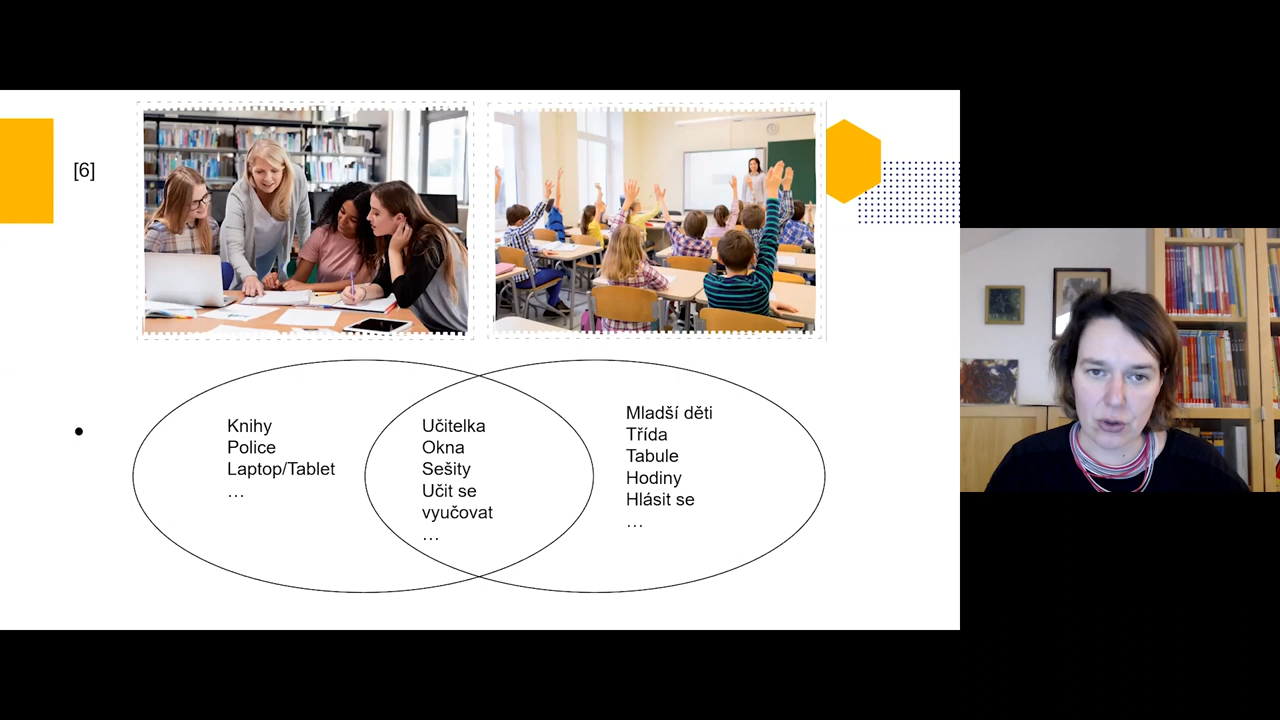 [6]
Knihy
Police
Laptop/Tablet
…
Učitelka
Okna
Sešity
Učit se
vyučovat
…
Mladší děti
Třída
Tabule
Hodiny
Hlásit se
…